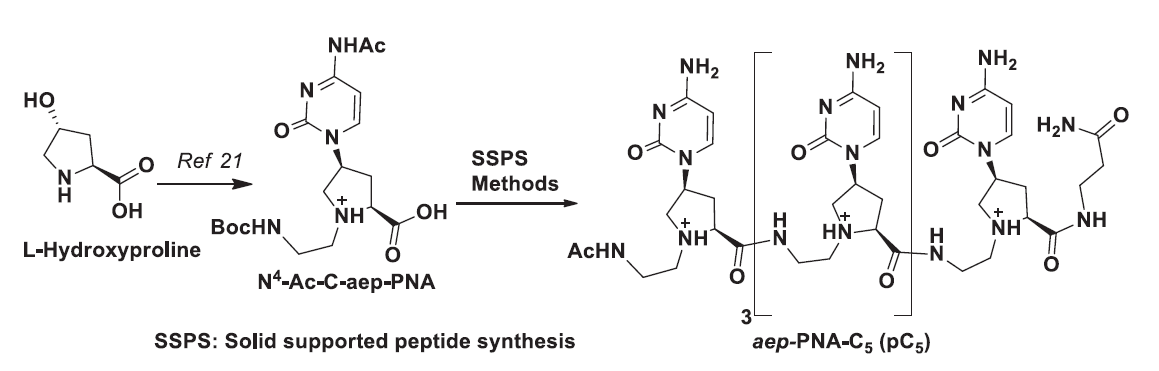 HO
NH
O
OH
L-Hydroxyproline
Ref 21
NHAc
N
O
N
+
NH
BocHN
OH
O
N⁴-Ac-C-aep-PNA
SSPS
Methods
NH₂
N
O
N
+
NH
AcHN
O
H
N
NH₂
N
O
N
+
HN
O
3
H
N
NH₂
N
O
N
+
NH
O
NH
H₂N
O
aep-PNA-C₅ (pC₅)
SSPS: Solid supported peptide synthesis